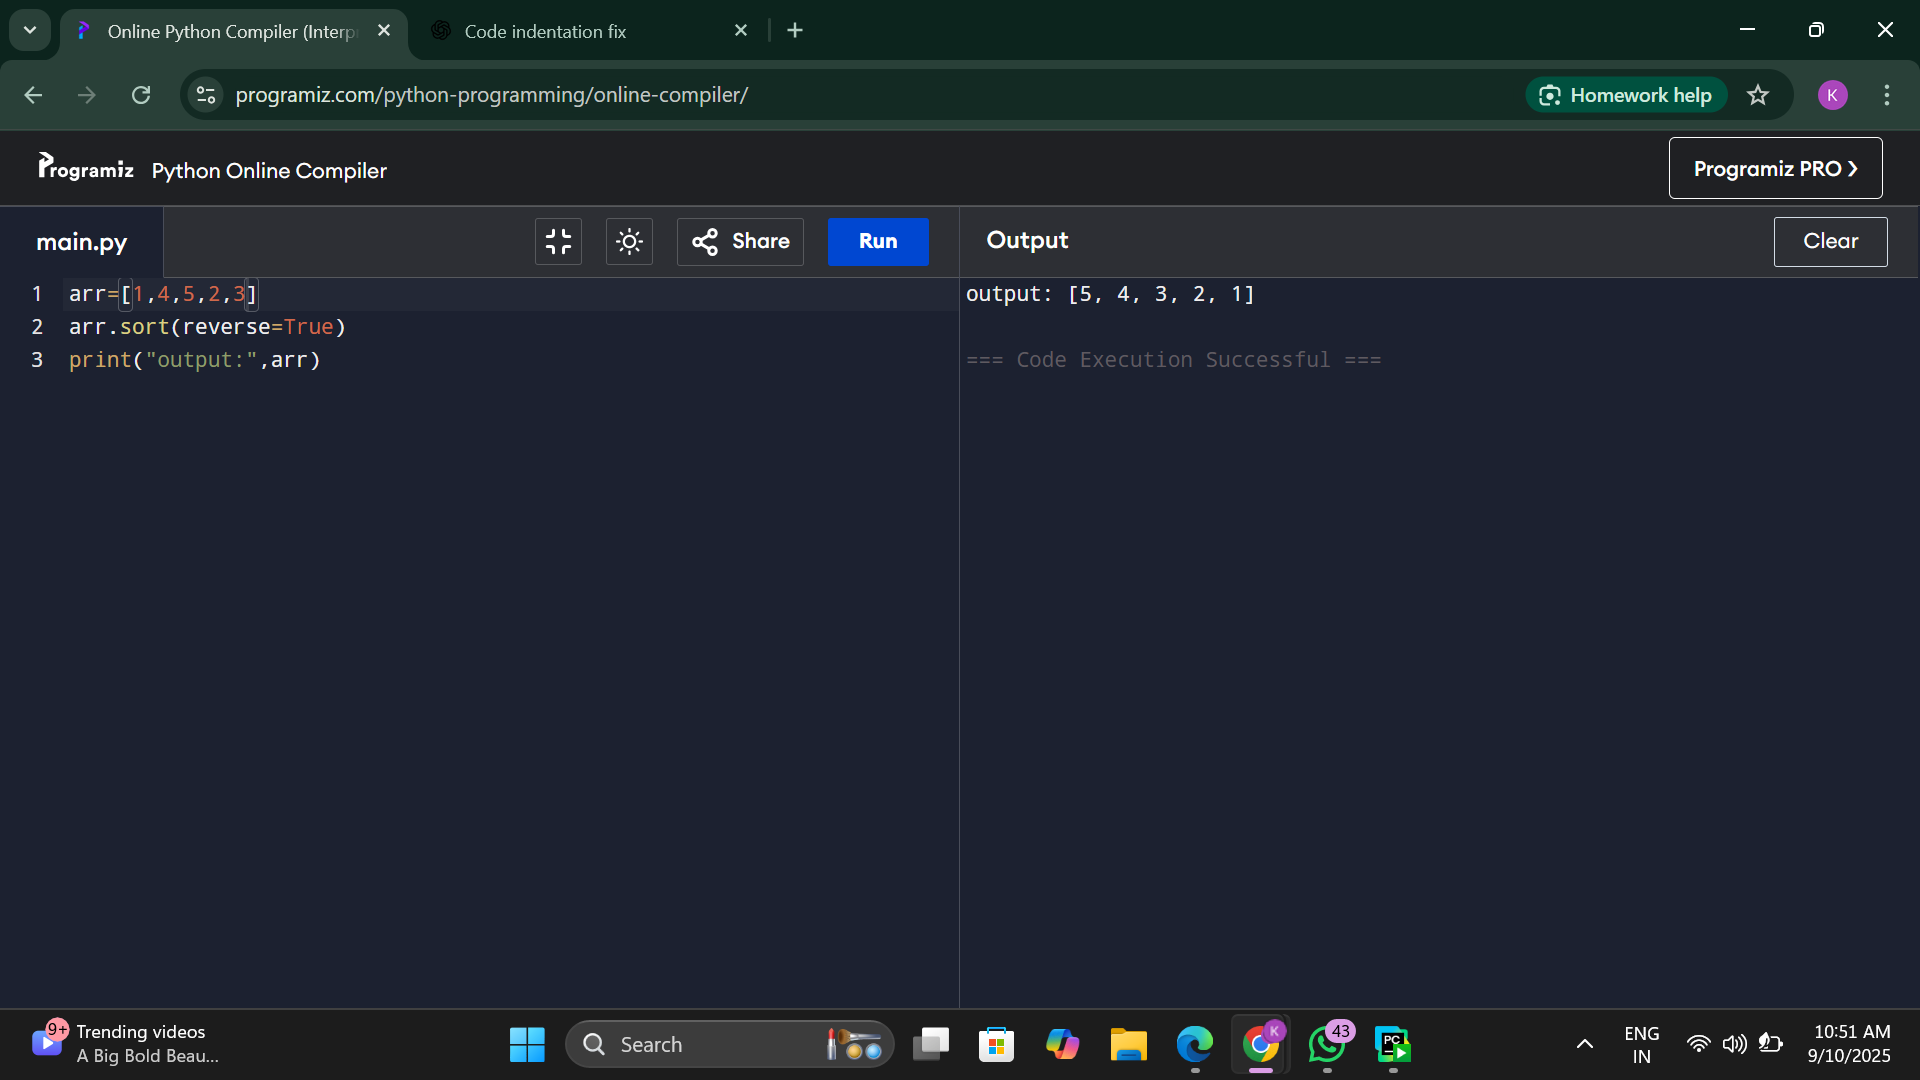 Online Python Compiler (Interp
Code indentation fix
programiz.com/python-programming/online-compiler/
Homework help
K
Programiz
Python Online Compiler
Programiz PRO ❯
main.py
Share
Run
Output
Clear
1 arr=[1,4,5,2,3]
2 arr.sort(reverse=True)
3 print("output:",arr)
output: [5, 4, 3, 2, 1]
=== Code Execution Successful ===
9+
Trending videos
A Big Bold Beau...
Search
K
43
PC
ENG
IN
10:51 AM
9/10/2025